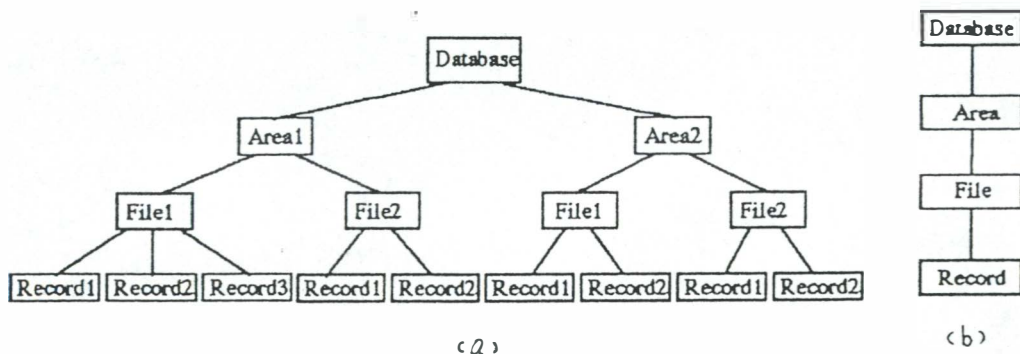 Database
Area1 Area2
File1 File2 File1 File2
Record1 Record2 Record3 Record1 Record2 Record1 Record2 Record1 Record2
(a)
Database
Area
File
Record
(b)